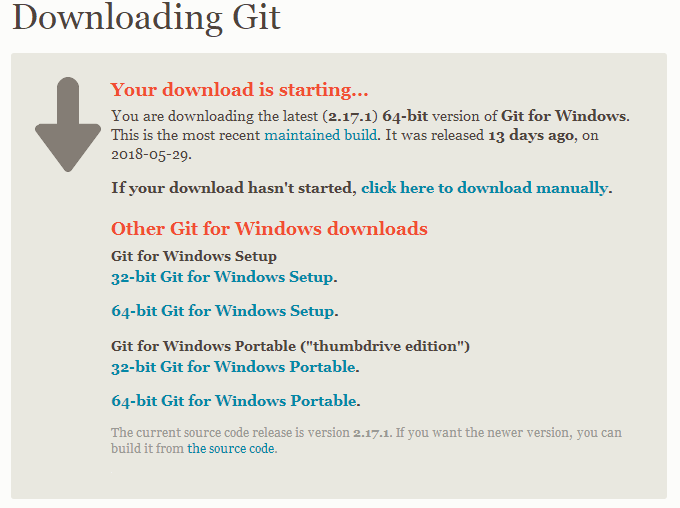 Downloading Git
Your download is starting...
You are downloading the latest (2.17.1) 64-bit version of Git for Windows.
This is the most recent maintained build. It was released 13 days ago, on
2018-05-29.
If your download hasn't started, click here to download manually.
Other Git for Windows downloads
Git for Windows Setup
32-bit Git for Windows Setup.
64-bit Git for Windows Setup.
Git for Windows Portable ("thumbdrive edition")
32-bit Git for Windows Portable.
64-bit Git for Windows Portable.
The current source code release is version 2.17.1. If you want the newer version, you can
build it from the source code.